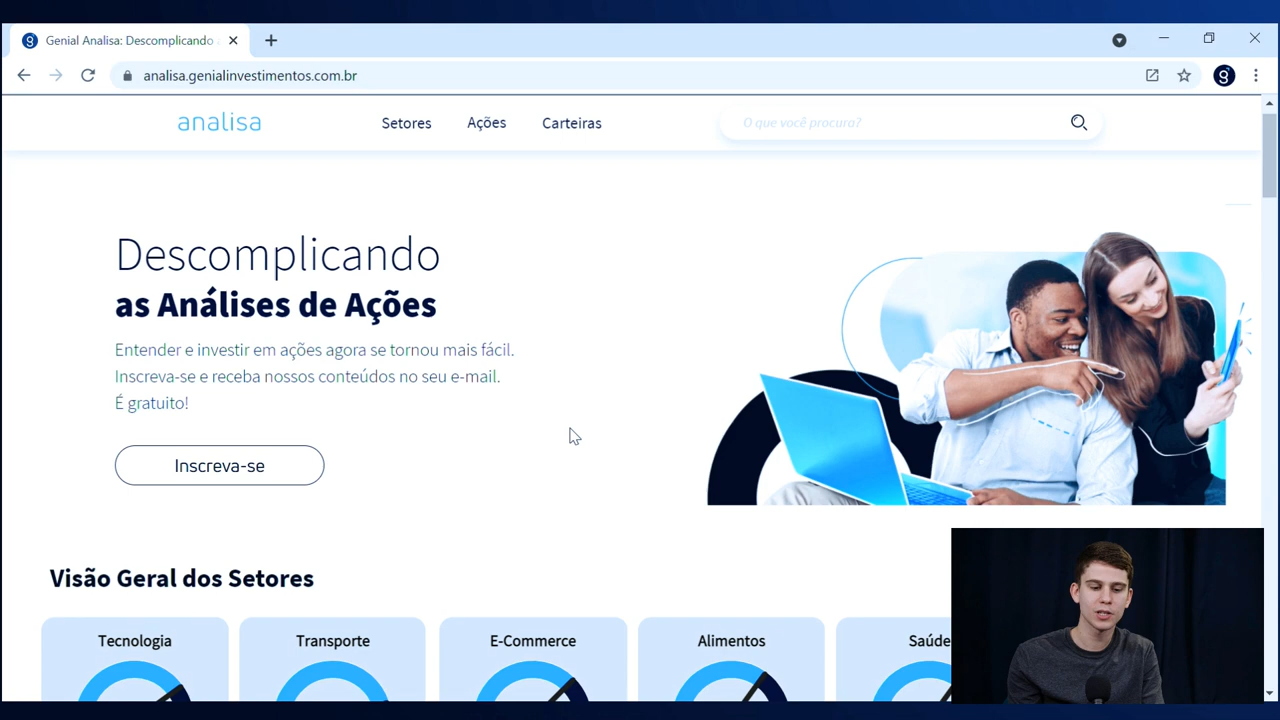 Genial Analisa: Descomplicando
analisa.genialinvestimentos.com.br
analisa
Setores
Ações
Carteiras
O que você procura?
Descomplicando
as Análises de Ações
Entender e investir em ações agora se tornou mais fácil.
Inscreva-se e receba nossos conteúdos no seu e-mail.
É gratuito!
Inscreva-se
Visão Geral dos Setores
Tecnologia
Transporte
E-Commerce
Alimentos
Saúde